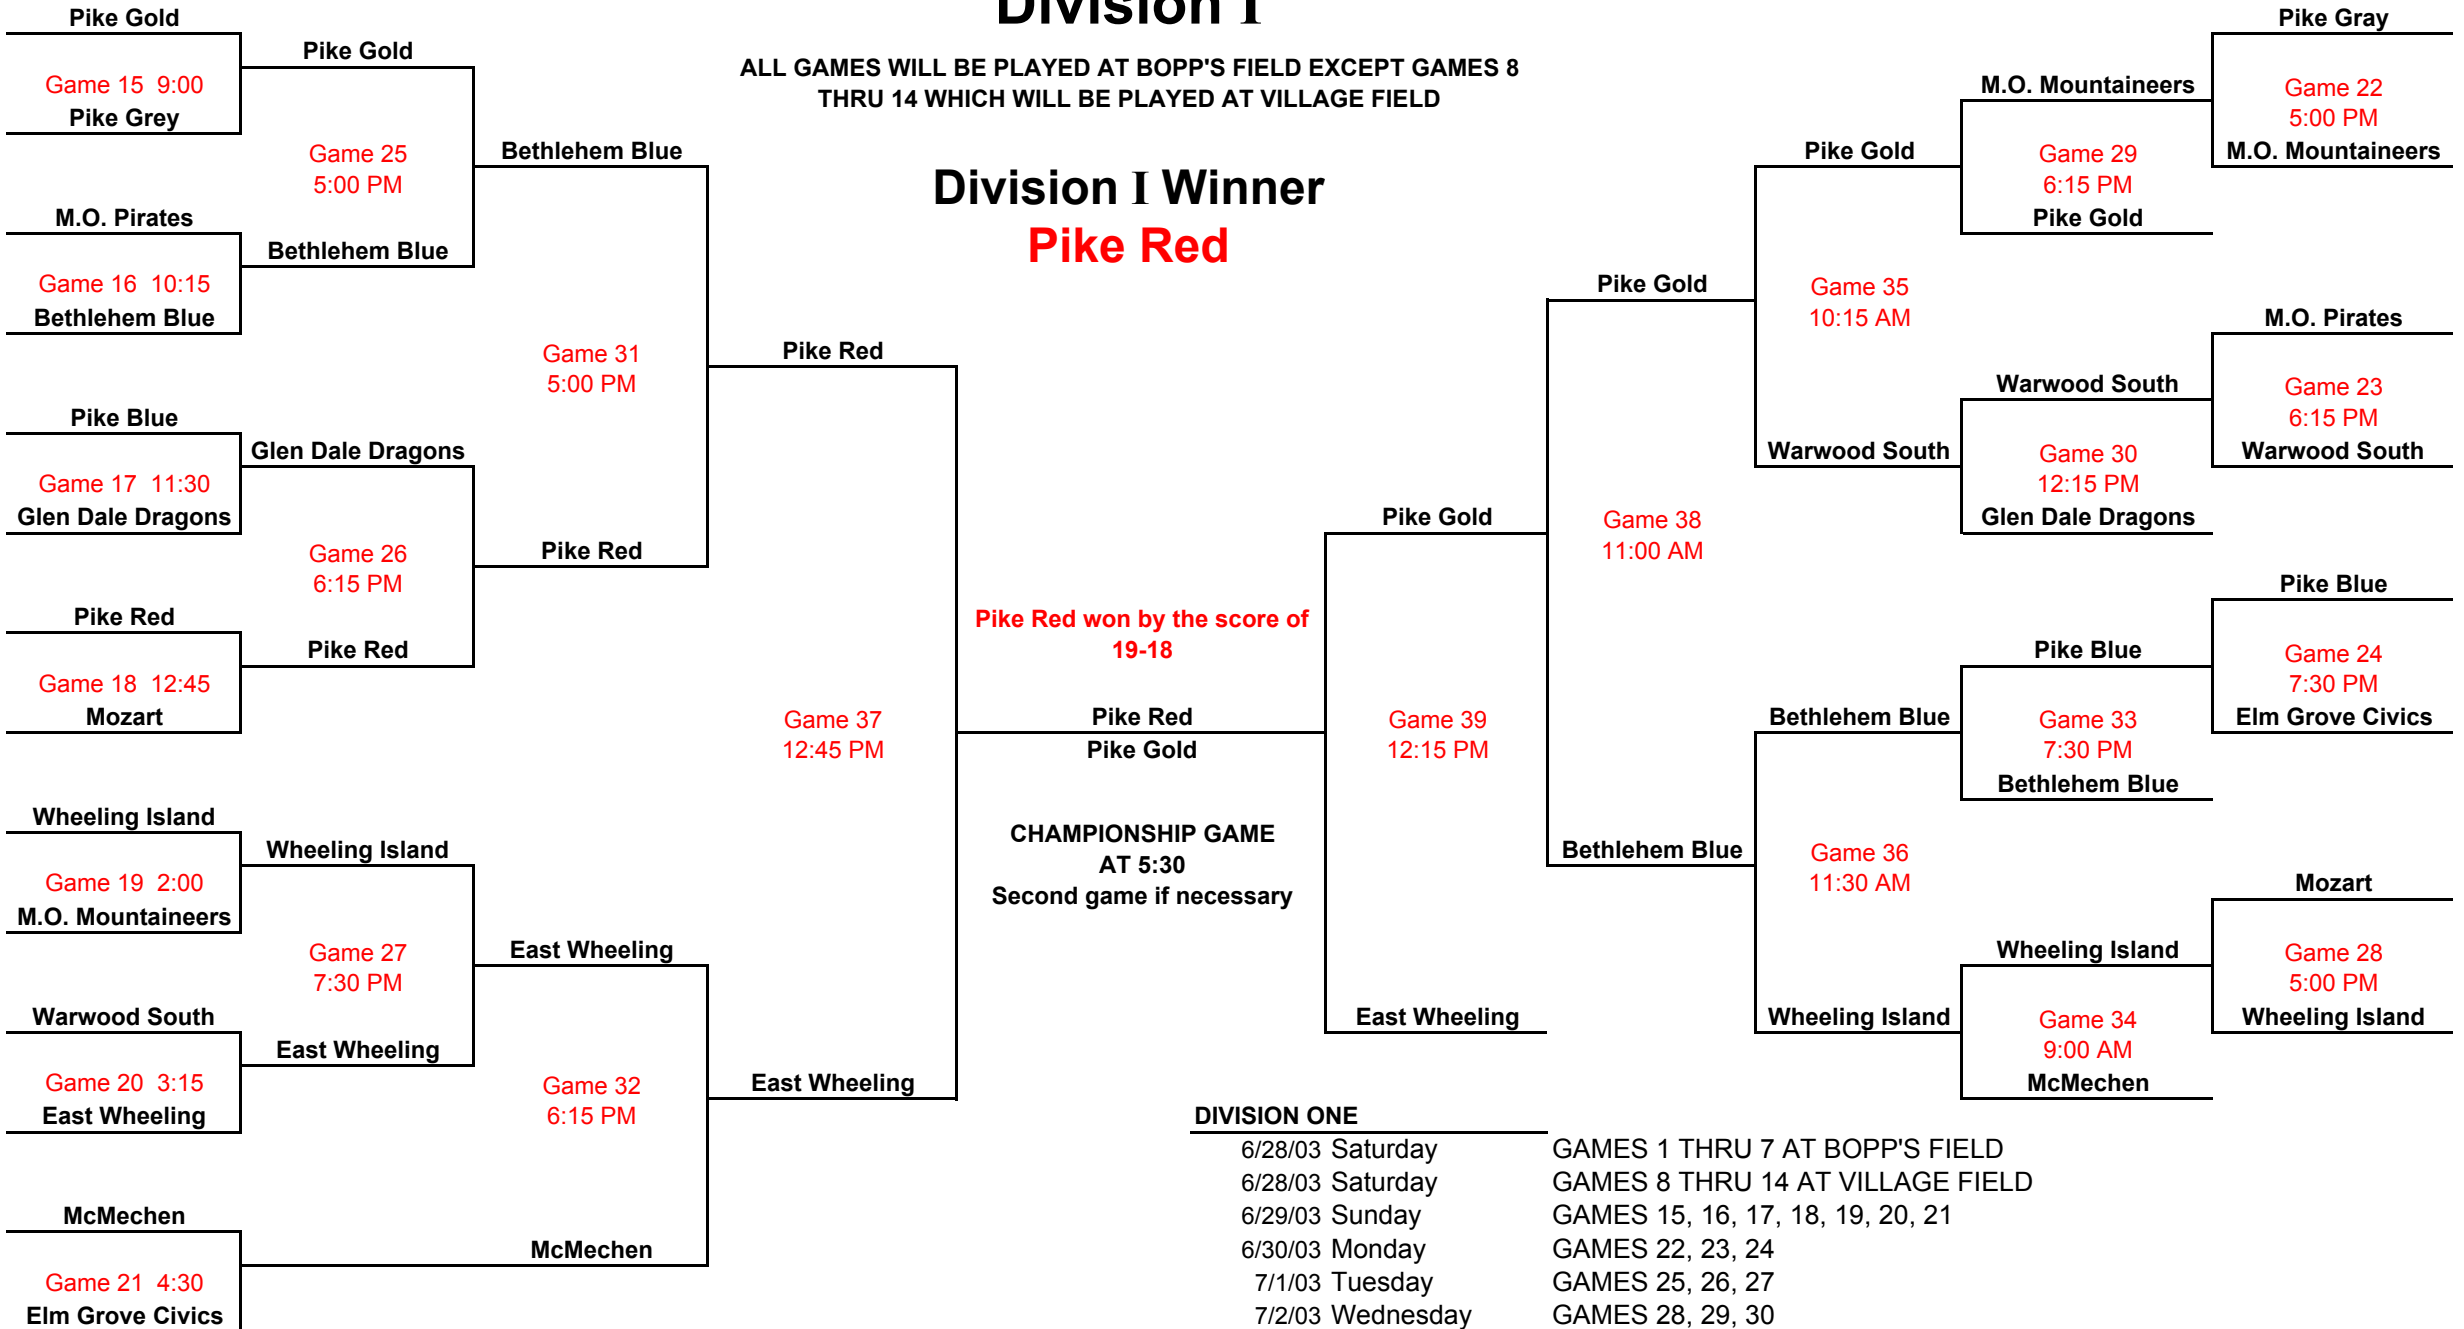 Division I
ALL GAMES WILL BE PLAYED AT BOPP'S FIELD EXCEPT GAMES 8
THRU 14 WHICH WILL BE PLAYED AT VILLAGE FIELD
Division I Winner
Pike Red
Pike Gold
Game 15 9:00
Pike Grey
Pike Gold
Game 25
5:00 PM
M.O. Pirates
Game 16 10:15
Bethlehem Blue
Bethlehem Blue
Bethlehem Blue
Game 31
5:00 PM
Pike Blue
Game 17 11:30
Glen Dale Dragons
Glen Dale Dragons
Game 26
6:15 PM
Pike Red
Game 18 12:45
Mozart
Pike Red
Pike Red
Pike Red
Game 37
12:45 PM
Wheeling Island
Game 19 2:00
M.O. Mountaineers
Wheeling Island
Game 27
7:30 PM
Warwood South
Game 20 3:15
East Wheeling
East Wheeling
East Wheeling
Game 32
6:15 PM
McMechen
Game 21 4:30
Elm Grove Civics
McMechen
East Wheeling
Pike Red won by the score of
19-18
Pike Red
Pike Gold
CHAMPIONSHIP GAME
AT 5:30
Second game if necessary
Pike Gold
Game 39
12:15 PM
East Wheeling
Pike Gold
Game 38
11:00 AM
Bethlehem Blue
Pike Gold
Game 35
10:15 AM
Warwood South
Bethlehem Blue
Game 36
11:30 AM
Wheeling Island
M.O. Mountaineers
Game 29
6:15 PM
Pike Gold
Warwood South
Game 30
12:15 PM
Glen Dale Dragons
Pike Blue
Game 33
7:30 PM
Bethlehem Blue
Wheeling Island
Game 34
9:00 AM
McMechen
Pike Gray
Game 22
5:00 PM
M.O. Mountaineers
M.O. Pirates
Game 23
6:15 PM
Warwood South
Pike Blue
Game 24
7:30 PM
Elm Grove Civics
Mozart
Game 28
5:00 PM
Wheeling Island
DIVISION ONE
6/28/03 Saturday GAMES 1 THRU 7 AT BOPP'S FIELD
6/28/03 Saturday GAMES 8 THRU 14 AT VILLAGE FIELD
6/29/03 Sunday GAMES 15, 16, 17, 18, 19, 20, 21
6/30/03 Monday GAMES 22, 23, 24
7/1/03 Tuesday GAMES 25, 26, 27
7/2/03 Wednesday GAMES 28, 29, 30